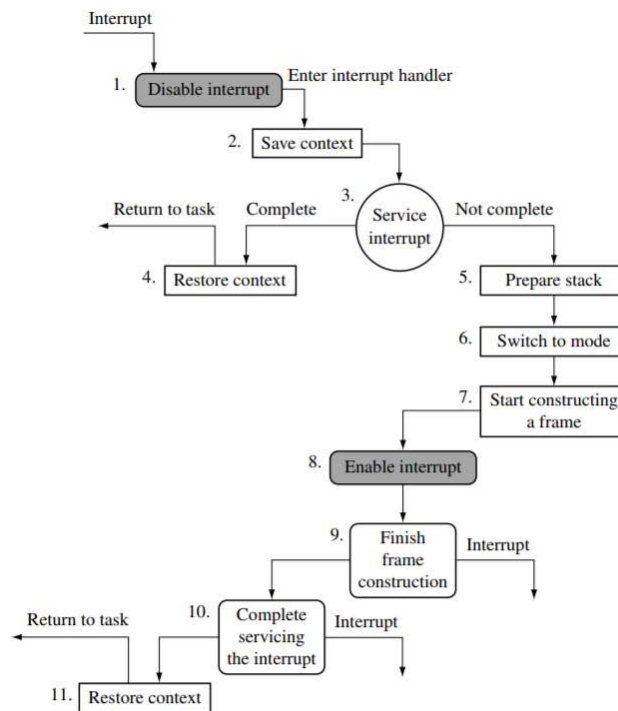 Interrupt
1. Disable interrupt
Enter interrupt handler
2. Save context
3. Service
interrupt
Return to task
Complete
Not complete
4. Restore context
5. Prepare stack
6. Switch to mode
7. Start constructing
a frame
8. Enable interrupt
9. Finish
frame
construction
Interrupt
10. Complete
servicing
the interrupt
Interrupt
Return to task
11. Restore context